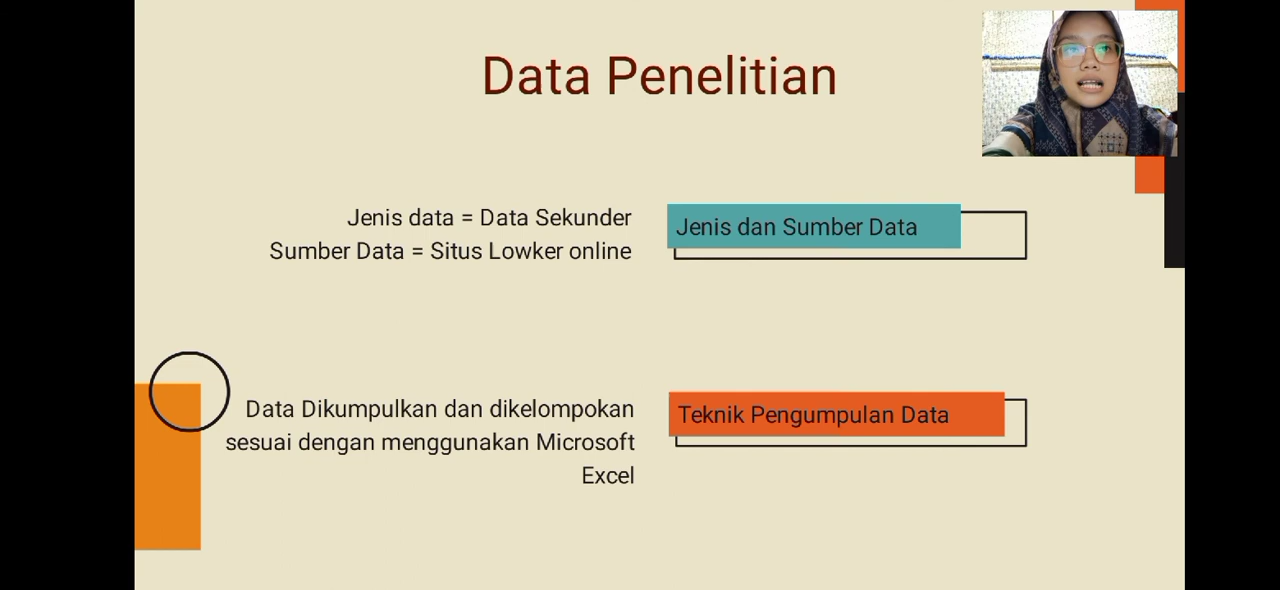 Data Penelitian
Jenis data = Data Sekunder
Sumber Data = Situs Lowker online
Jenis dan Sumber Data
Data Dikumpulkan dan dikelompokan
sesuai dengan menggunakan Microsoft
Excel
Teknik Pengumpulan Data